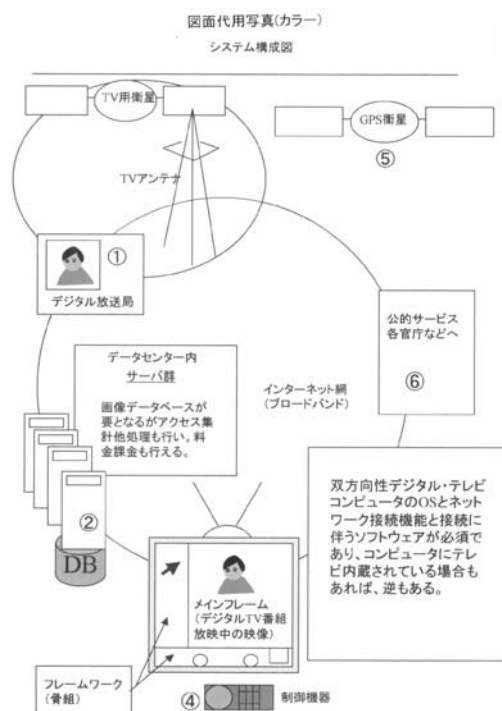 図面代用写真(カラー)
システム構成図
TV用衛星
GPS衛星
⑤
TVアンテナ
①
デジタル放送局
公的サービス
各官庁などへ
⑥
データセンター内
サーバ群
画像データベースが
要となるがアクセス集
計他処理も行い。料
金課金も行える。
インターネット網
(ブロードバンド)
②
DB
双方向性デジタル・テレビ
コンピュータのOSとネット
ワーク接続機能と接続に
伴うソフトウェアが必須で
あり、コンピュータにテレ
ビ内蔵されている場合も
あれば、逆もある。
メインフレーム
(デジタルTV番組
放映中の映像)
フレームワーク
(骨組)
④
制御機器